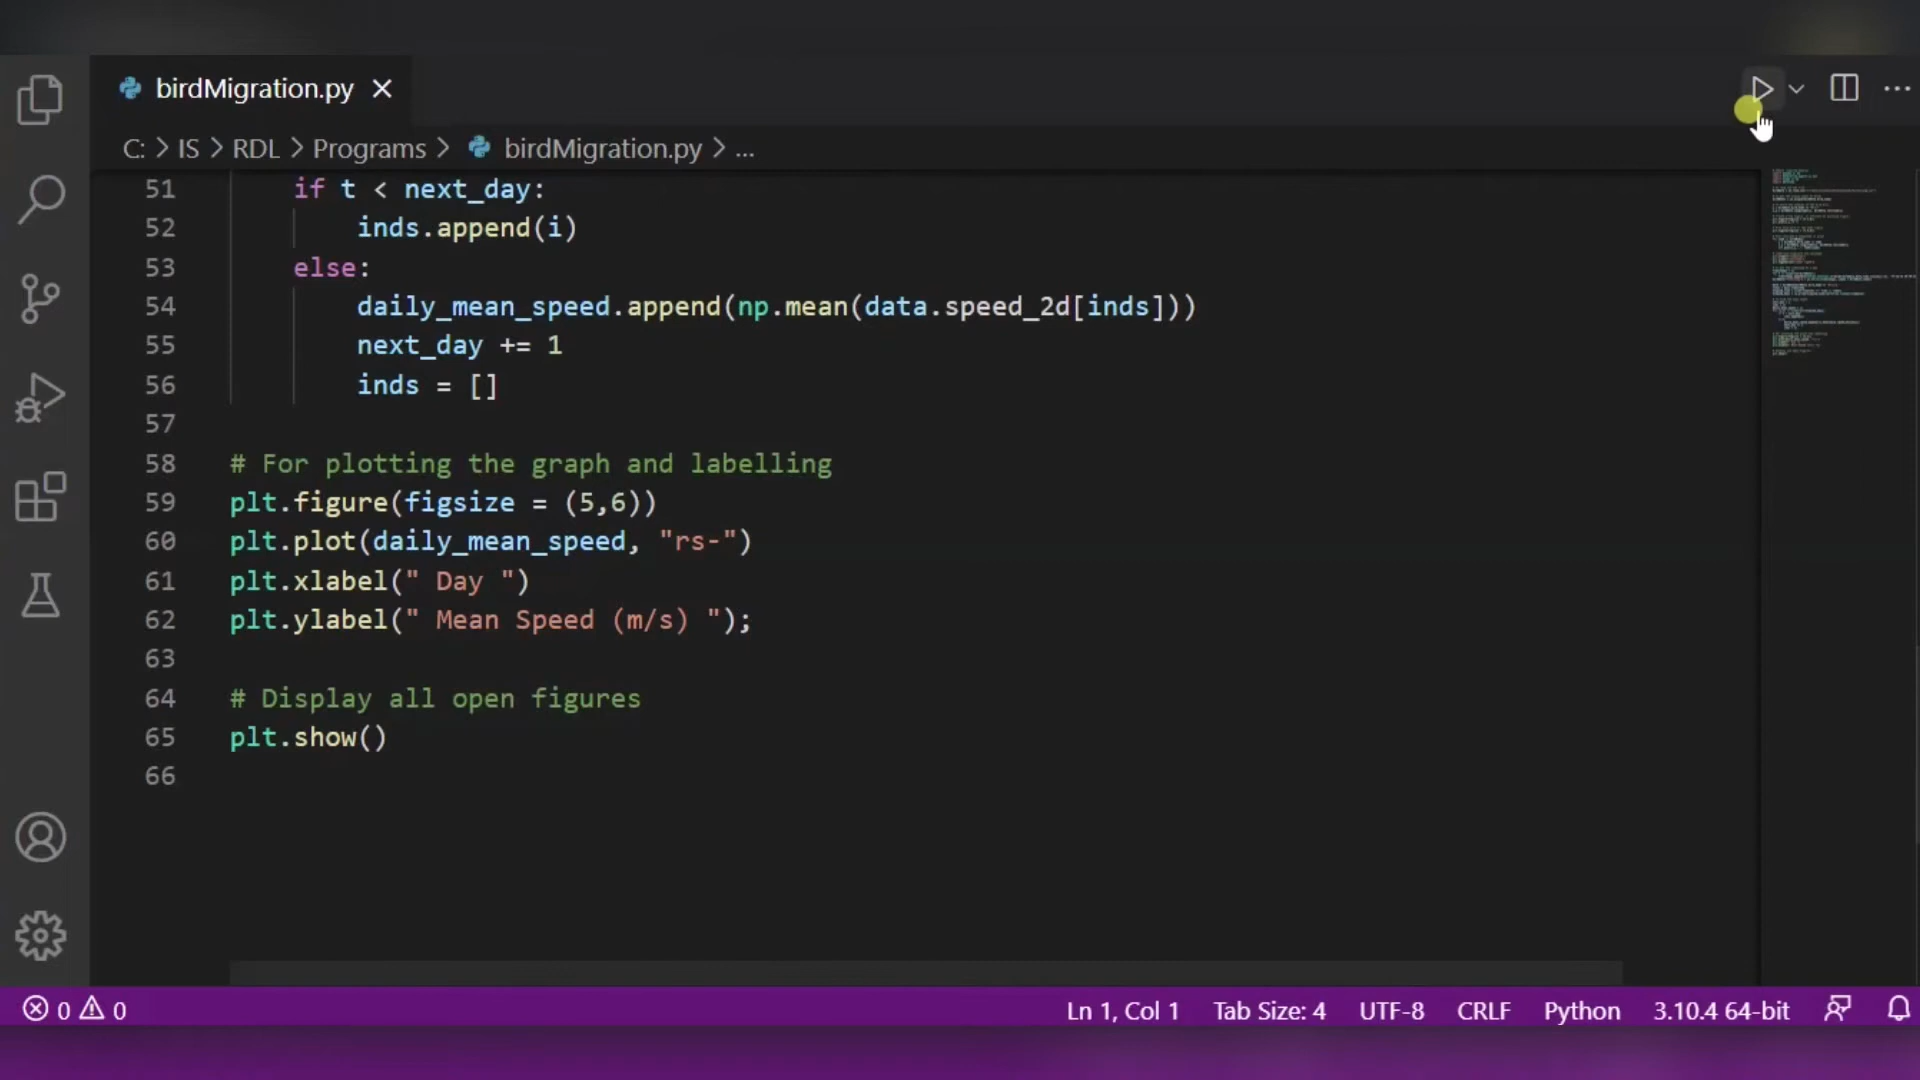 birdMigration.py
C: > IS > RDL > Programs > birdMigration.py > ...
51 if t < next_day:
52 inds.append(i)
53 else:
54 daily_mean_speed.append(np.mean(data.speed_2d[inds]))
55 next_day += 1
56 inds = []
57
58 # For plotting the graph and labelling
59 plt.figure(figsize = (5,6))
60 plt.plot(daily_mean_speed, "rs-")
61 plt.xlabel(" Day ")
62 plt.ylabel(" Mean Speed (m/s) ");
63
64 # Display all open figures
65 plt.show()
66
0 0 Ln 1, Col 1 Tab Size: 4 UTF-8 CRLF Python 3.10.4 64-bit